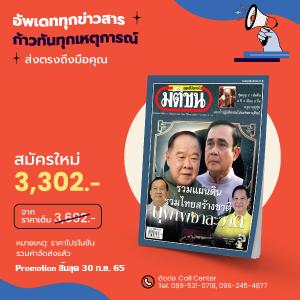 อัพเดททุกข่าวสาร
ก้าวทันทุกเหตุการณ์
• ส่งตรงถึงมือคุณ
มติชน
สมัครใหม่
3,302.-
จาก
ราคาเต็ม 3,692.-
รวมแผ่นดิน
รวมไทยสร้างชาติ
หมายเหตุ: ราคาโปรโมชั่น
รวมค่าจัดส่งแล้ว
Promotion สิ้นสุด 30 ก.ย. 65
ติดต่อ Call Center
Tel. 089-531-0718, 096-245-4877